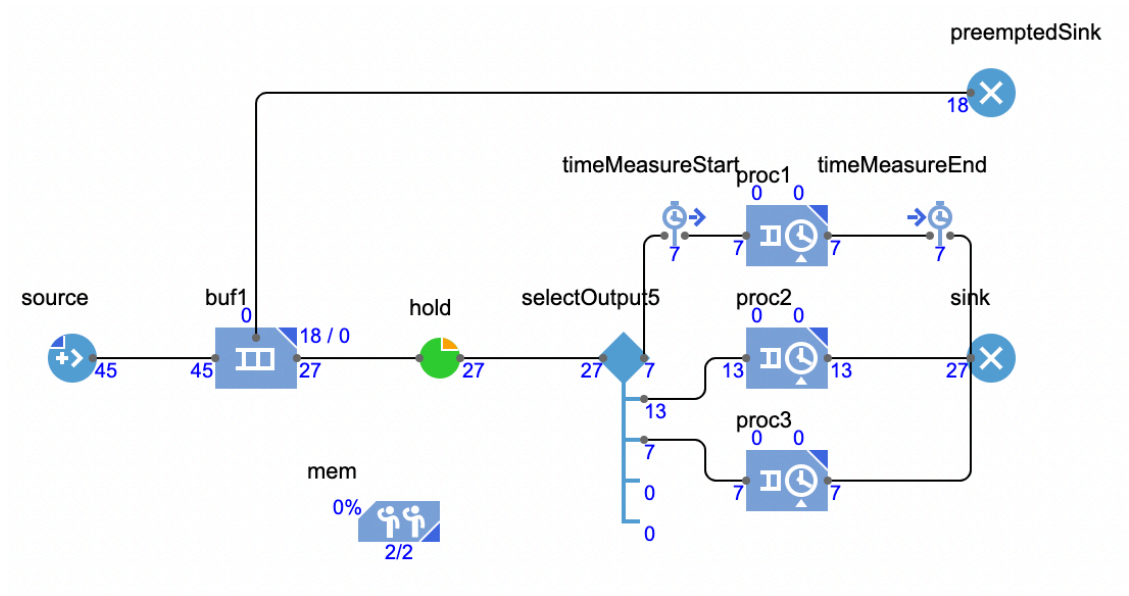 preemptedSink
18
timeMeasureStart
proc1
timeMeasureEnd
0 0
7
7
7
7
source
buf1
0
hold
selectOutput5
proc2
sink
0 0
18 / 0
45
45
27
27
27
7
13
13
27
13
proc3
0 0
7
mem
0%
0
7
7
2/2
0